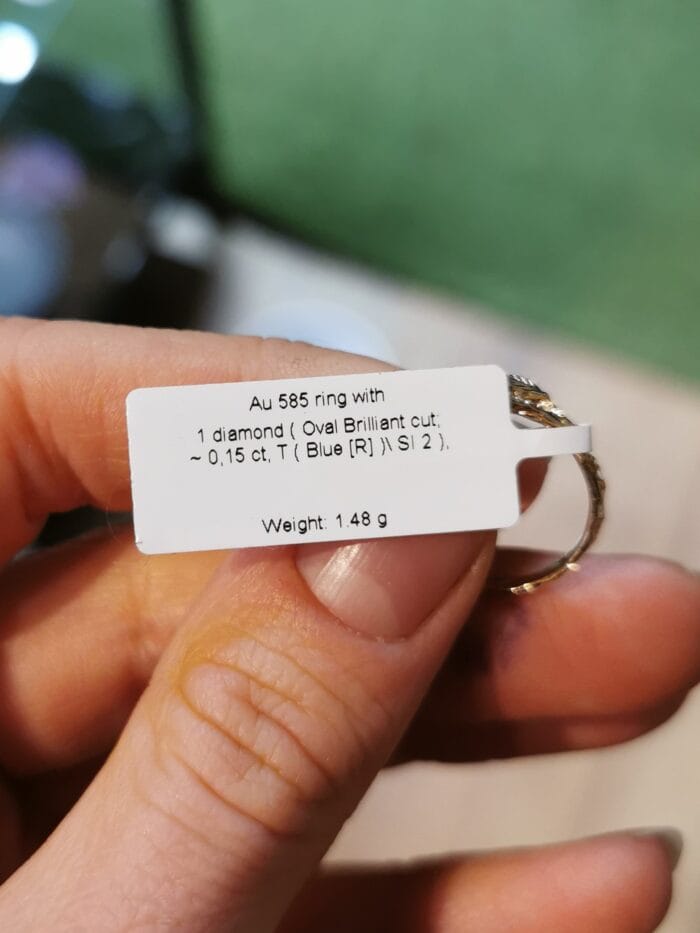 Au 585 ring with
1 diamond ( Oval Brilliant cut;
~ 0,15 ct, T ( Blue [R] )\ SI 2 ),
Weight: 1.48 g